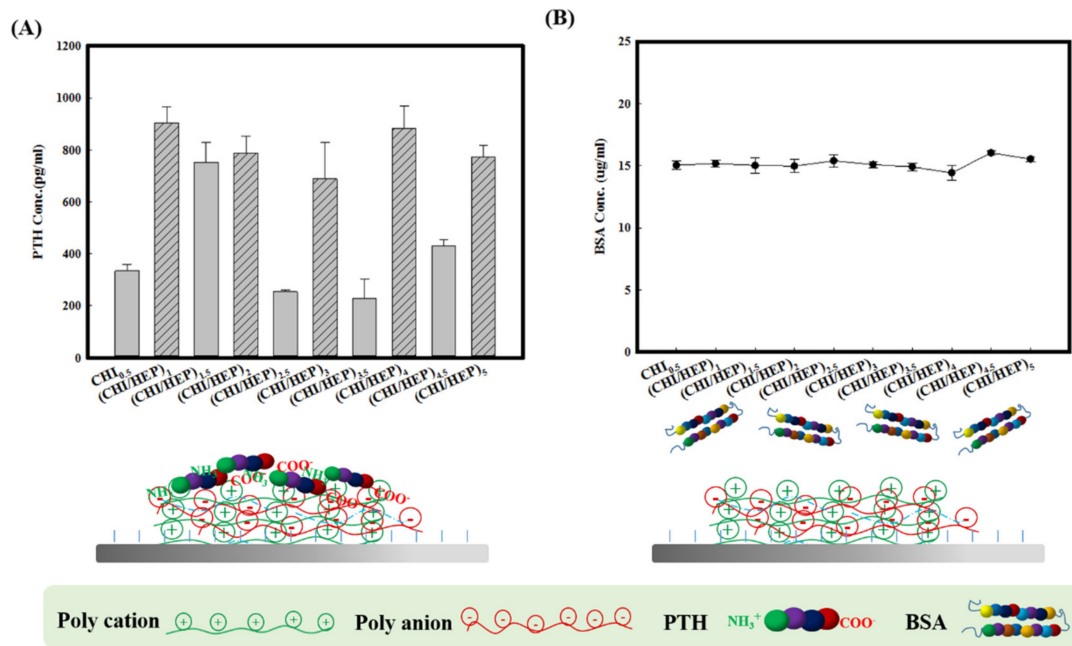 (A)
1200
1000
800
600
400
200
0
PTH Conc.(pg/ml)
CHI0.5
(CHI/HEP)1
(CHI/HEP)1.5
(CHI/HEP)2
(CHI/HEP)2.5
(CHI/HEP)3
(CHI/HEP)3.5
(CHI/HEP)4
(CHI/HEP)4.5
(CHI/HEP)5
(B)
25
20
15
10
5
0
BSA Conc. (ug/ml)
CHI0.5
(CHI/HEP)1
(CHI/HEP)1.5
(CHI/HEP)2
(CHI/HEP)2.5
(CHI/HEP)3
(CHI/HEP)3.5
(CHI/HEP)4
(CHI/HEP)4.5
(CHI/HEP)5
COO-
COO-
COO-
Poly cation
Poly anion
PTH
NH3+
COO-
BSA